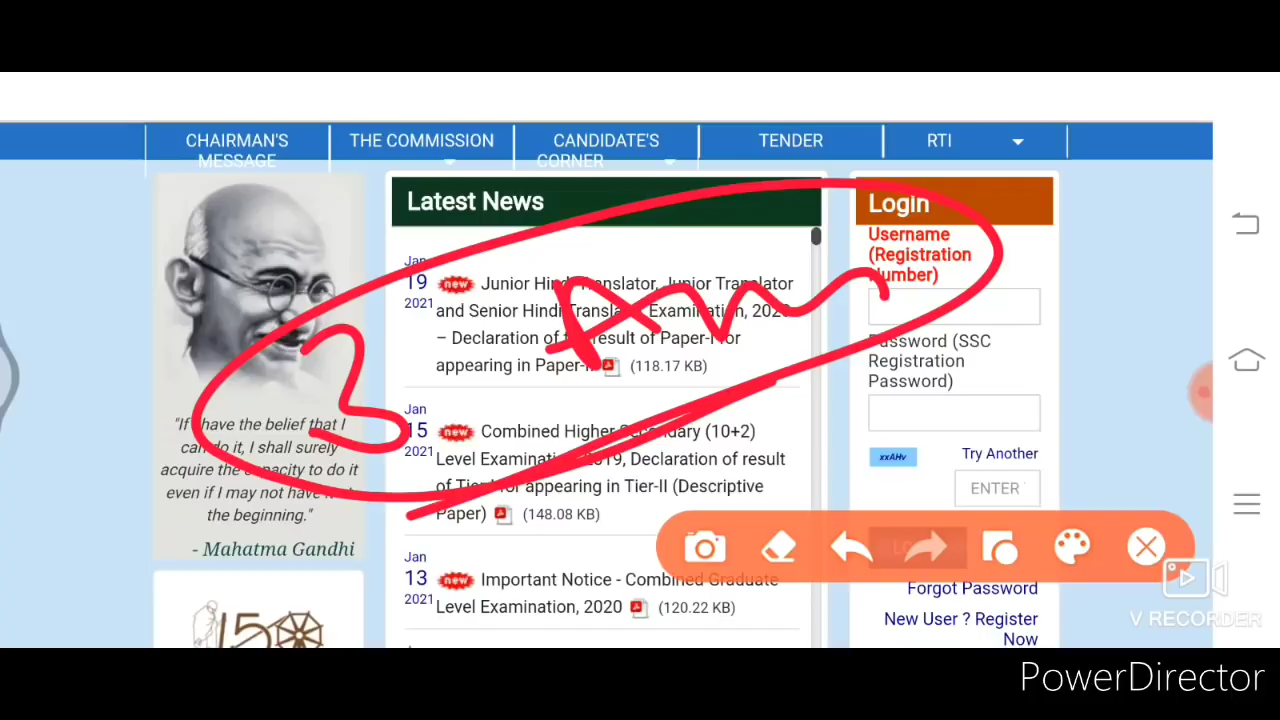 CHAIRMAN'S MESSAGE
THE COMMISSION
CANDIDATE'S CORNER
TENDER
RTI
"If I have the belief that I
can do it, I shall surely
acquire the capacity to do it
even if I may not have it at
the beginning."
- Mahatma Gandhi
150
Latest News
Jan
19
2021
new Junior Hindi Translator, Junior Translator
and Senior Hindi Translator Examination, 2020
– Declaration of the result of Paper-I for
appearing in Paper-II (118.17 KB)
Jan
15
2021
new Combined Higher Secondary (10+2)
Level Examination, 2019, Declaration of result
of Tier-I for appearing in Tier-II (Descriptive
Paper) (148.08 KB)
Jan
13
2021
new Important Notice - Combined Graduate
Level Examination, 2020 (120.22 KB)
Login
Username
(Registration
Number)
Password (SSC
Registration
Password)
xxAHv
Try Another
ENTER
Forgot Password
New User ? Register
Now
3 Am
V RECORDER
PowerDirector